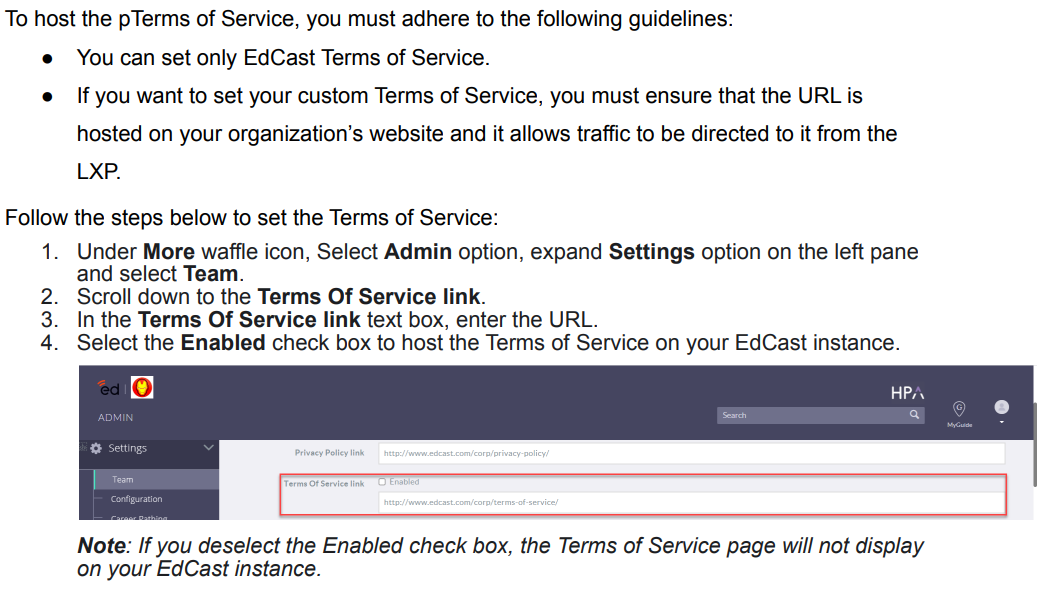 To host the pTerms of Service, you must adhere to the following guidelines:
● You can set only EdCast Terms of Service.
● If you want to set your custom Terms of Service, you must ensure that the URL is
hosted on your organization's website and it allows traffic to be directed to it from the
LXP.
Follow the steps below to set the Terms of Service:
1. Under More waffle icon, Select Admin option, expand Settings option on the left pane
and select Team.
2. Scroll down to the Terms Of Service link.
3. In the Terms Of Service link text box, enter the URL.
4. Select the Enabled check box to host the Terms of Service on your EdCast instance.
ed
HPA
ADMIN
Search
MyGuide
Settings
Privacy Policy link http://www.edcast.com/corp/privacy-policy/
Team
Terms Of Service link Enabled
Configuration
http://www.edcast.com/corp/terms-of-service/
Career Pathing
Note: If you deselect the Enabled check box, the Terms of Service page will not display
on your EdCast instance.